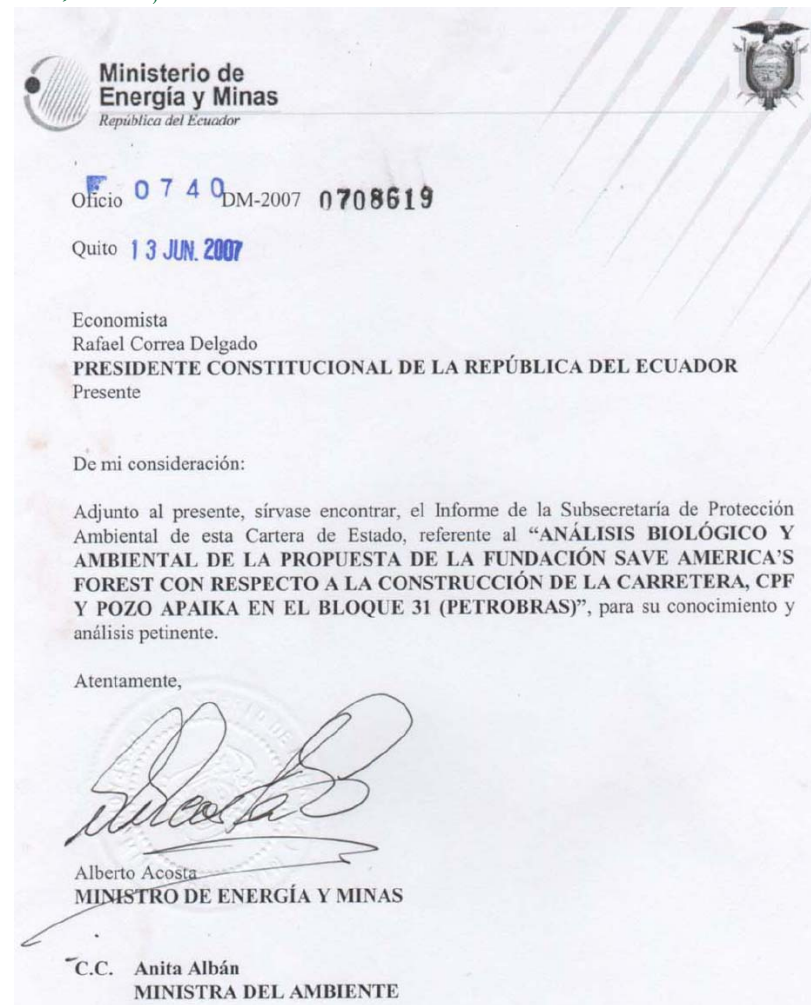 Ministerio de
Energía y Minas
República del Ecuador
Oficio 0 7 4 0 DM-2007 0708619
Quito 1 3 JUN. 2007
Economista
Rafael Correa Delgado
PRESIDENTE CONSTITUCIONAL DE LA REPÚBLICA DEL ECUADOR
Presente
De mi consideración:
Adjunto al presente, sírvase encontrar, el Informe de la Subsecretaría de Protección
Ambiental de esta Cartera de Estado, referente al “ANÁLISIS BIOLÓGICO Y
AMBIENTAL DE LA PROPUESTA DE LA FUNDACIÓN SAVE AMERICA’S
FOREST CON RESPECTO A LA CONSTRUCCIÓN DE LA CARRETERA, CPF
Y POZO APAIKA EN EL BLOQUE 31 (PETROBRAS)”, para su conocimiento y
análisis petinente.
Atentamente,
Alberto Acosta
MINISTRO DE ENERGÍA Y MINAS
C.C. Anita Albán
MINISTRA DEL AMBIENTE